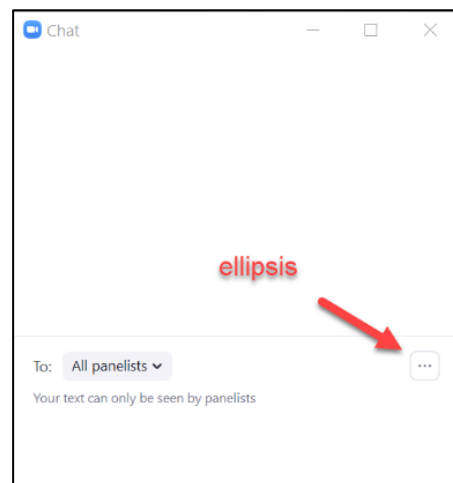 Chat
ellipsis
To: All panelists
...
Your text can only be seen by panelists